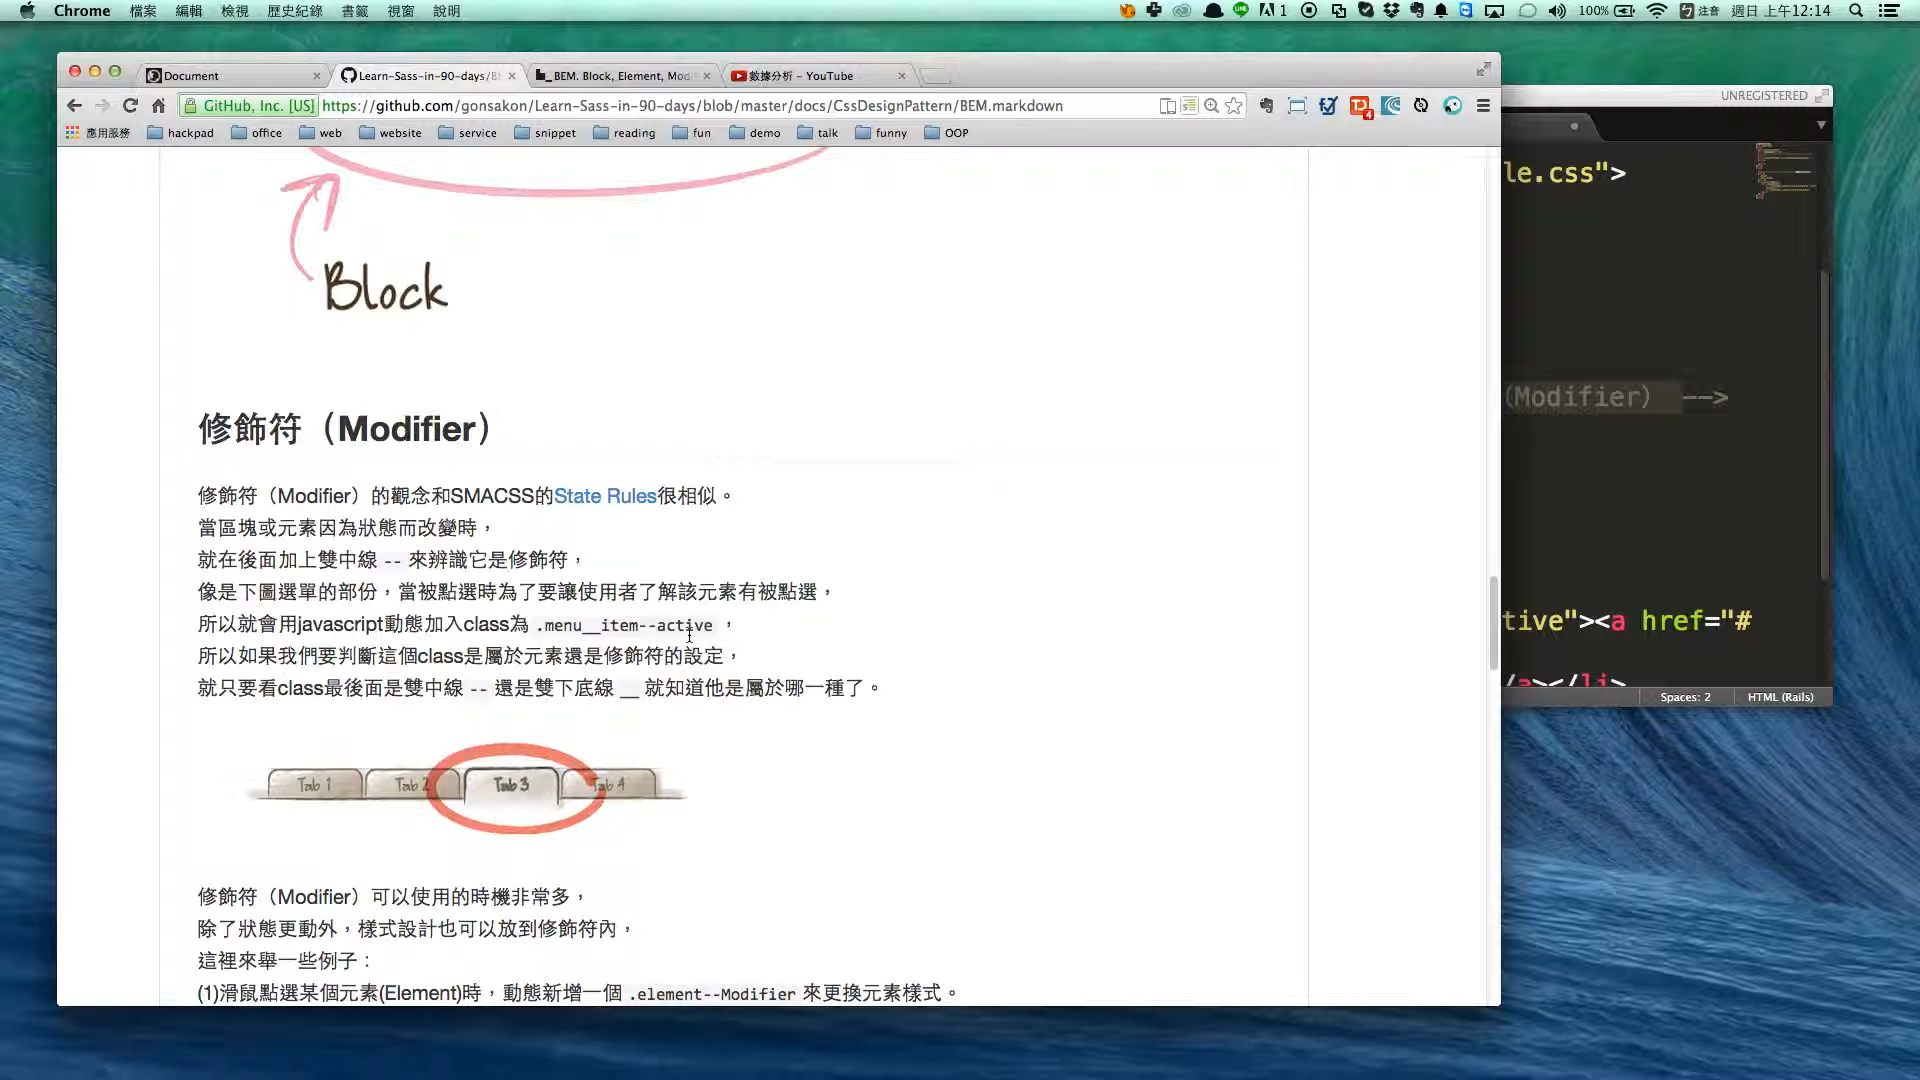 Chrome 檔案 編輯 檢視 歷史紀錄 書籤 視窗 說明 1 100% 注音 週日 上午12:14
Document
Learn-Sass-in-90-days/BE
BEM. Block, Element, Modi
數據分析 - YouTube
GitHub, Inc. [US] https://github.com/gonsakon/Learn-Sass-in-90-days/blob/master/docs/CssDesignPattern/BEM.markdown
4
應用服務 hackpad office web website service snippet reading fun demo talk funny OOP
Block
修飾符（Modifier）
修飾符（Modifier）的觀念和SMACSS的State Rules很相似。
當區塊或元素因為狀態而改變時，
就在後面加上雙中線 -- 來辨識它是修飾符，
像是下圖選單的部份，當被點選時為了要讓使用者了解該元素有被點選，
所以就會用javascript動態加入class為 .menu__item--active ，
所以如果我們要判斷這個class是屬於元素還是修飾符的設定，
就只要看class最後面是雙中線 -- 還是雙下底線 __ 就知道他是屬於哪一種了。
Tab 1 Tab 2 Tab 3 Tab 4
修飾符（Modifier）可以使用的時機非常多，
除了狀態更動外，樣式設計也可以放到修飾符內，
這裡來舉一些例子：
(1)滑鼠點選某個元素(Element)時，動態新增一個 .element--Modifier 來更換元素樣式。
UNREGISTERED
le.css">
(Modifier) -->
tive"><a href="#
/a></li>
Spaces: 2 HTML (Rails)